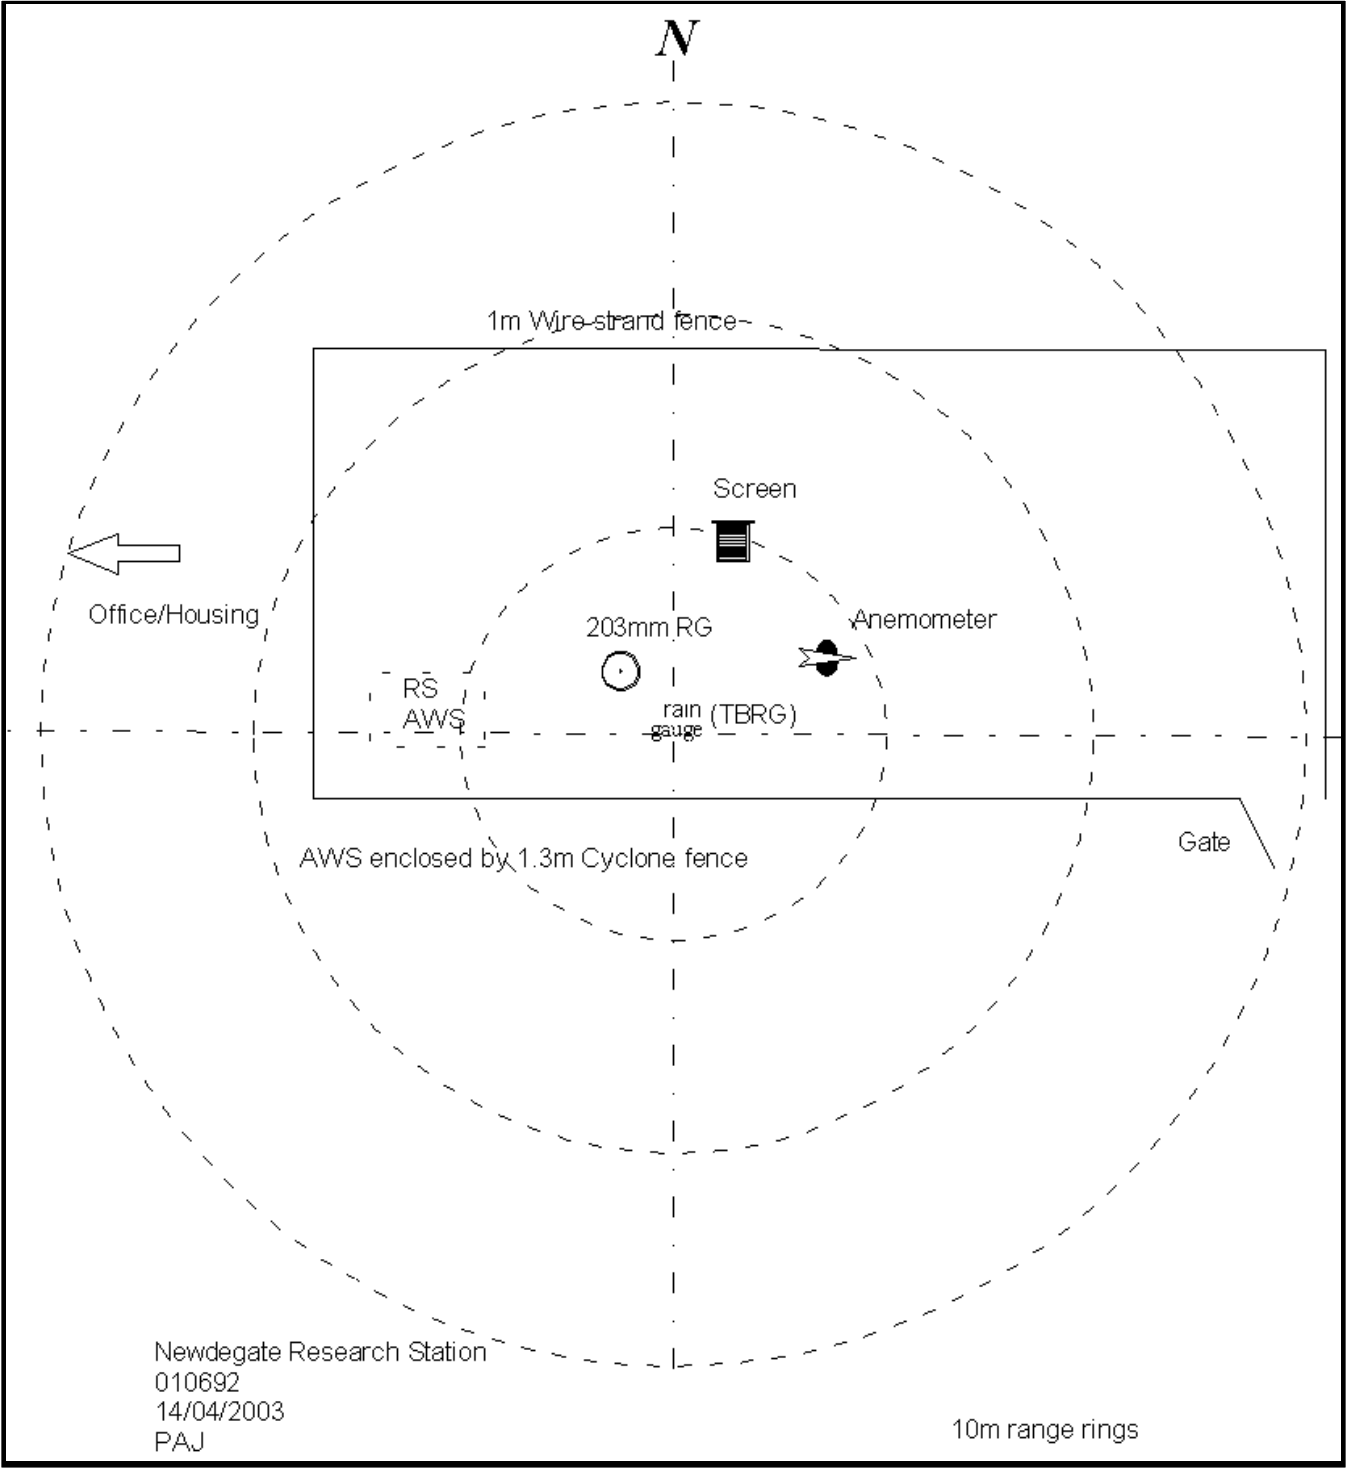 N
1m Wire-strand fence
Screen
Office/Housing
203mm RG
Anemometer
RS
AWS
rain
gauge
(TBRG)
Gate
AWS enclosed by 1.3m Cyclone fence
Newdegate Research Station
010692
14/04/2003
PAJ
10m range rings